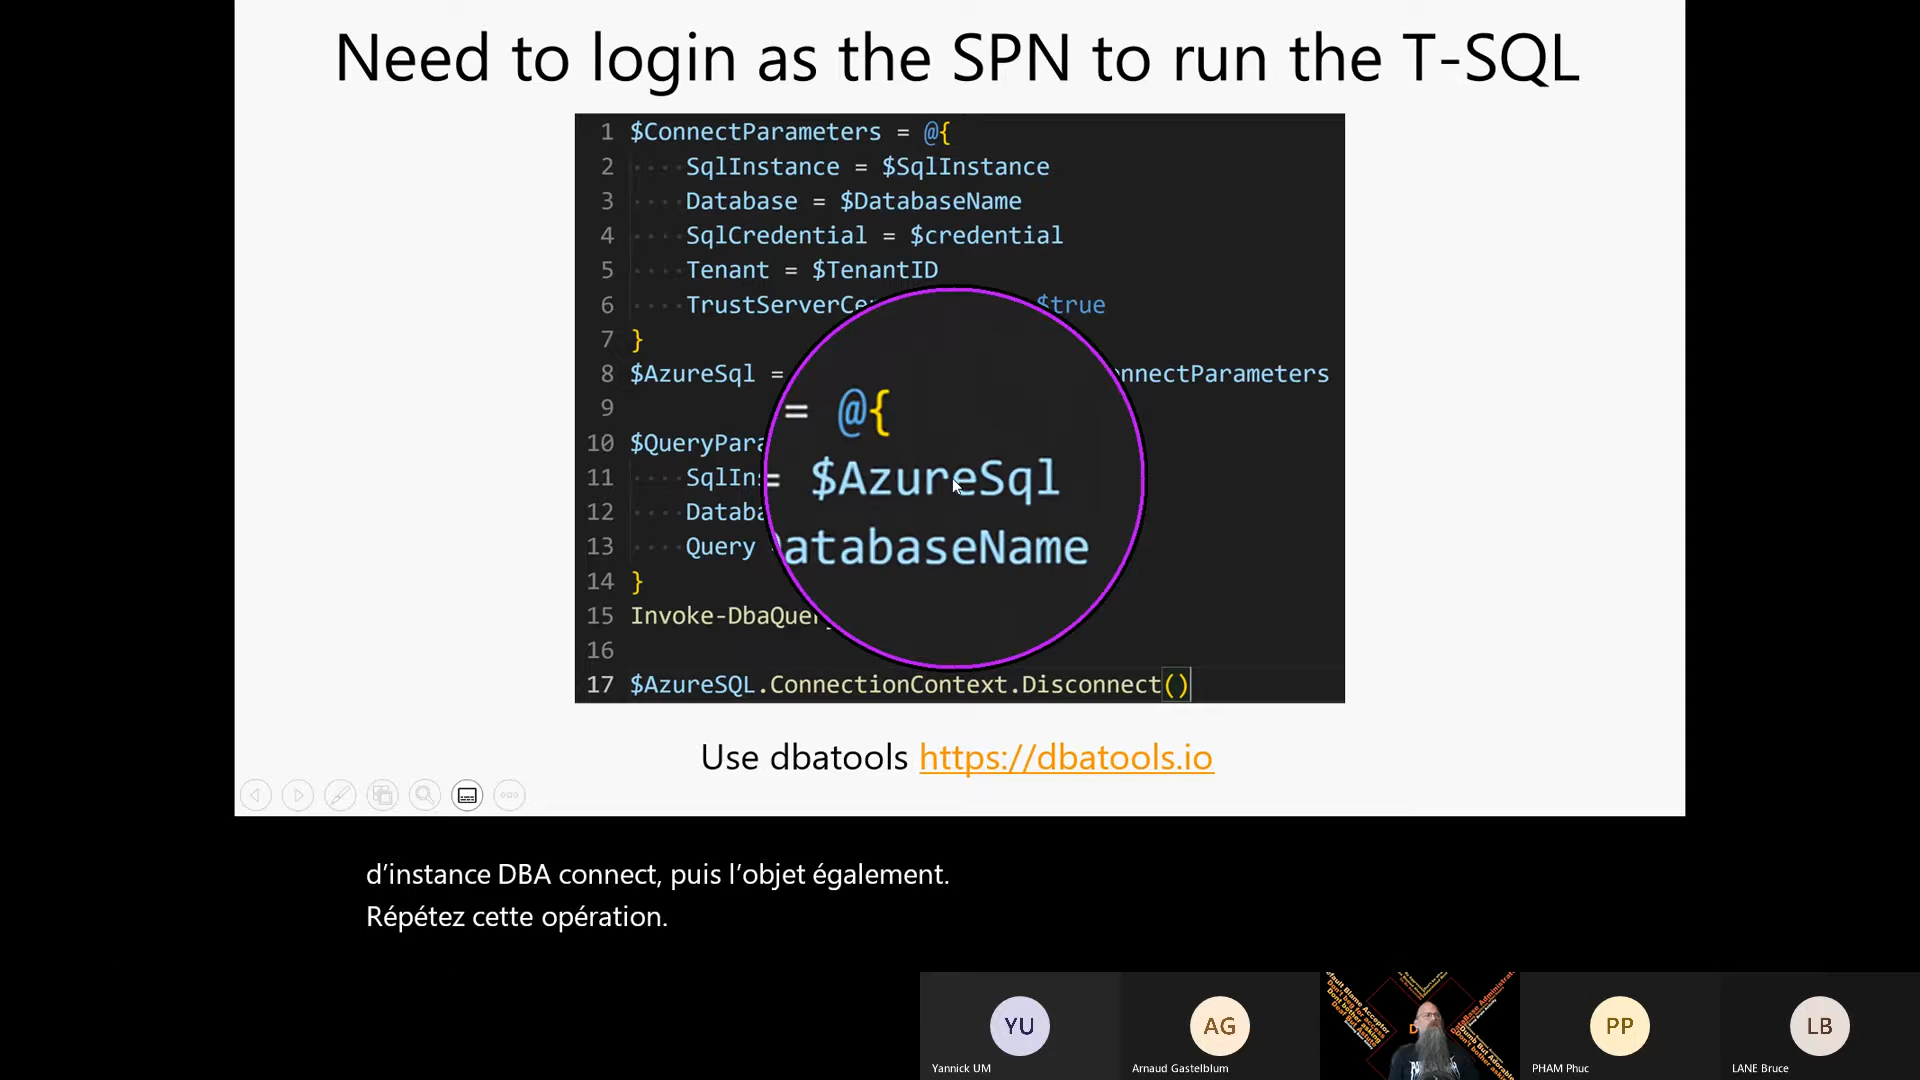 Need to login as the SPN to run the T-SQL
1 $ConnectParameters = @{
2 SqlInstance = $SqlInstance
3 Database = $DatabaseName
4 SqlCredential = $credential
5 Tenant = $TenantID
6 TrustServerCe $true
7 }
8 $AzureSql = nnectParameters
9
= @{
10 $QueryPara
11 SqlIns = $AzureSql
12 Databa atabaseName
13 Query
14 }
15 Invoke-DbaQuery
16
17 $AzureSQL.ConnectionContext.Disconnect()
Use dbatools https://dbatools.io
d’instance DBA connect, puis l’objet également.
Répétez cette opération.
YU
AG
PP
LB
Yannick UM
Arnaud Gastelblum
PHAM Phuc
LANE Bruce